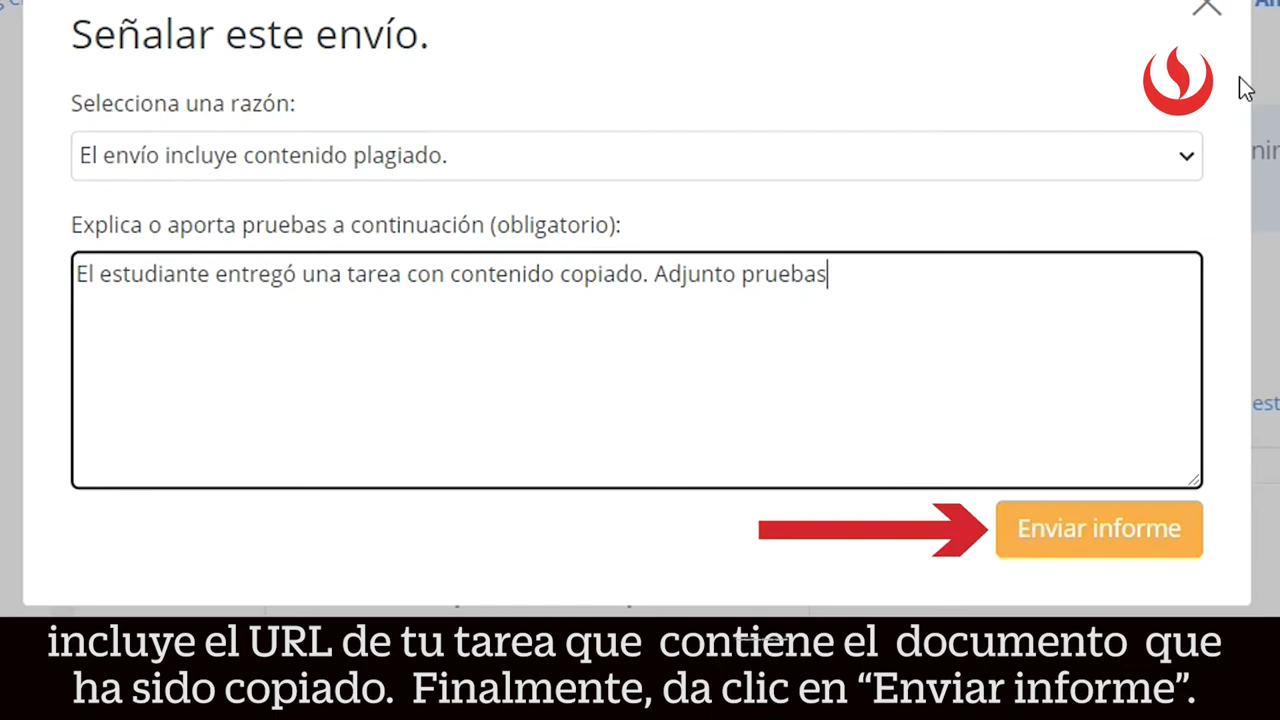 Señalar este envío.
Selecciona una razón:
El envío incluye contenido plagiado.
Explica o aporta pruebas a continuación (obligatorio):
El estudiante entregó una tarea con contenido copiado. Adjunto pruebas
Enviar informe
incluye el URL de tu tarea que contiene el documento que
ha sido copiado. Finalmente, da clic en “Enviar informe”.